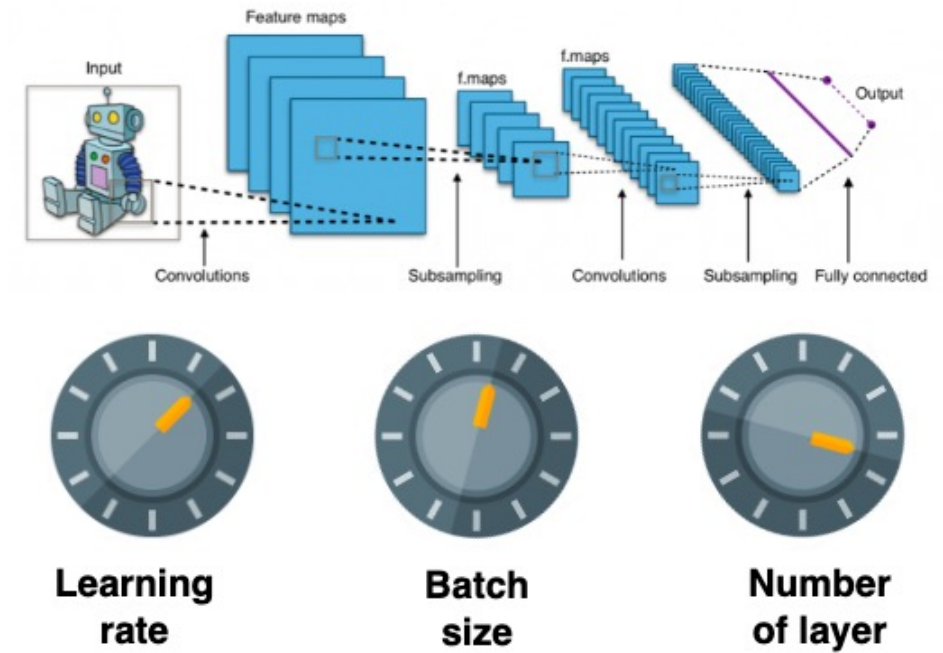 Feature maps
Input
f.maps
f.maps
Output
Convolutions
Subsampling
Convolutions
Subsampling
Fully connected
Learning
rate
Batch
size
Number
of layer